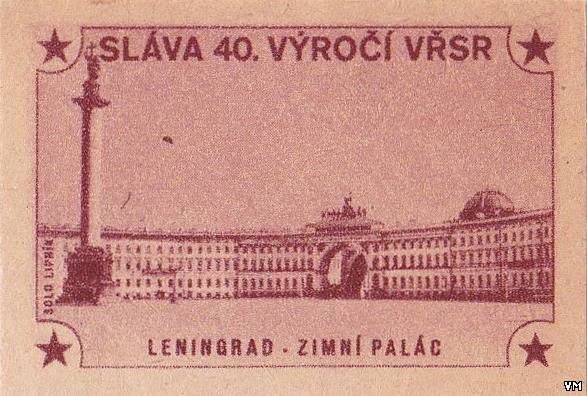 SLÁVA 40. VÝROČÍ VŘSR
SOLO LIPNÍK
LENINGRAD - ZIMNÍ PALÁC
VM